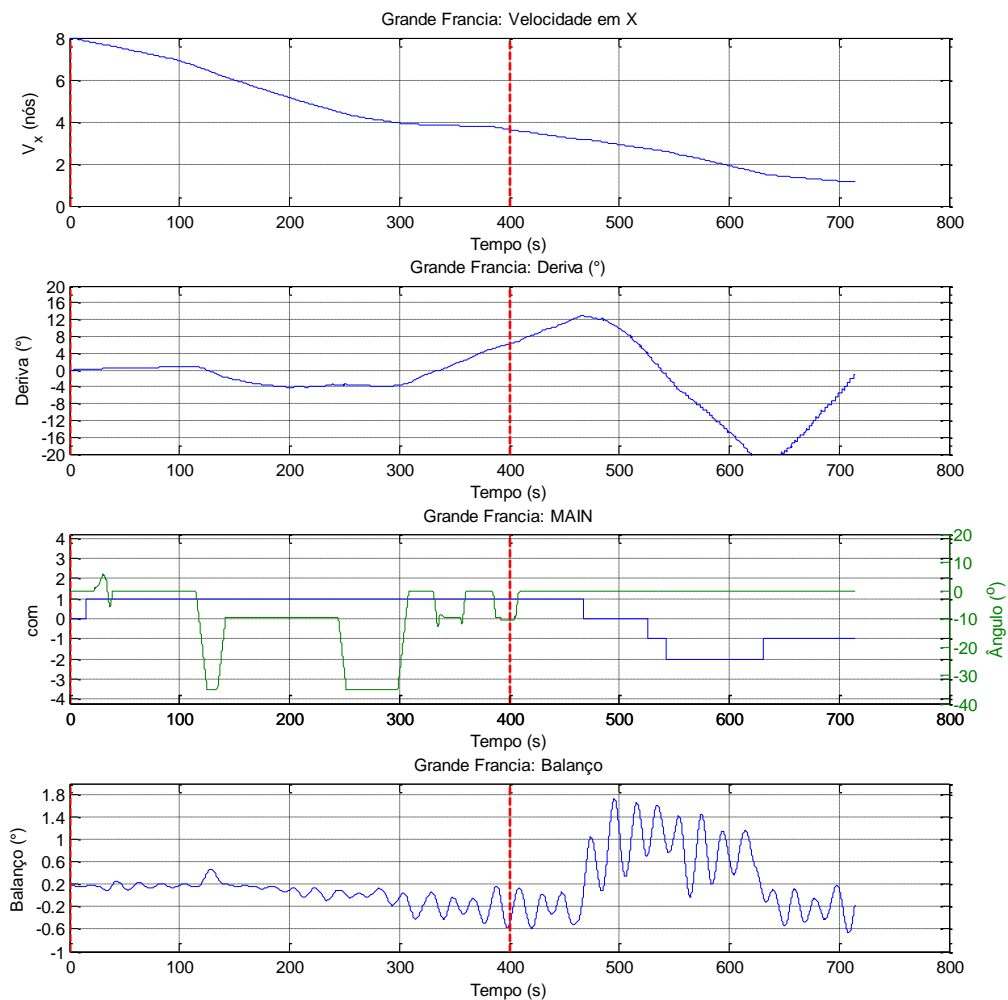 Grande Francia: Velocidade em X
8
6
4
2
0
V_x (nós)
0 100 200 300 400 500 600 700 800
Tempo (s)
Grande Francia: Deriva (°)
20
16
12
8
4
0
-4
-8
-12
-16
-20
Deriva (°)
0 100 200 300 400 500 600 700 800
Tempo (s)
Grande Francia: MAIN
4
3
2
1
0
-1
-2
-3
-4
com
20
10
0
-10
-20
-30
-40
Ângulo (°)
0 100 200 300 400 500 600 700 800
Tempo (s)
Grande Francia: Balanço
1.8
1.4
1
0.6
0.2
-0.2
-0.6
-1
Balanço (°)
0 100 200 300 400 500 600 700 800
Tempo (s)